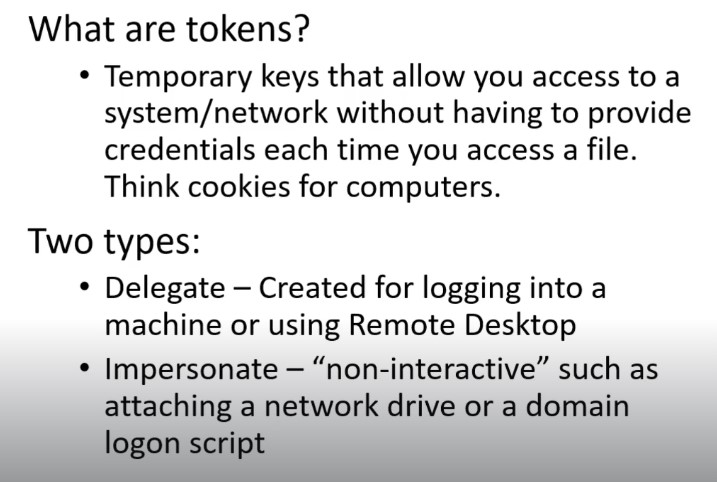 What are tokens?
• Temporary keys that allow you access to a
system/network without having to provide
credentials each time you access a file.
Think cookies for computers.
Two types:
• Delegate – Created for logging into a
machine or using Remote Desktop
• Impersonate – “non-interactive” such as
attaching a network drive or a domain
logon script